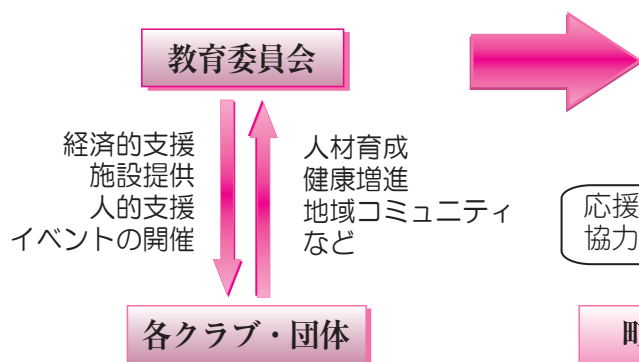 教育委員会
経済的支援
施設提供
人的支援
イベントの開催
人材育成
健康増進
地域コミュニティ
など
応援
協力
各クラブ・団体
町